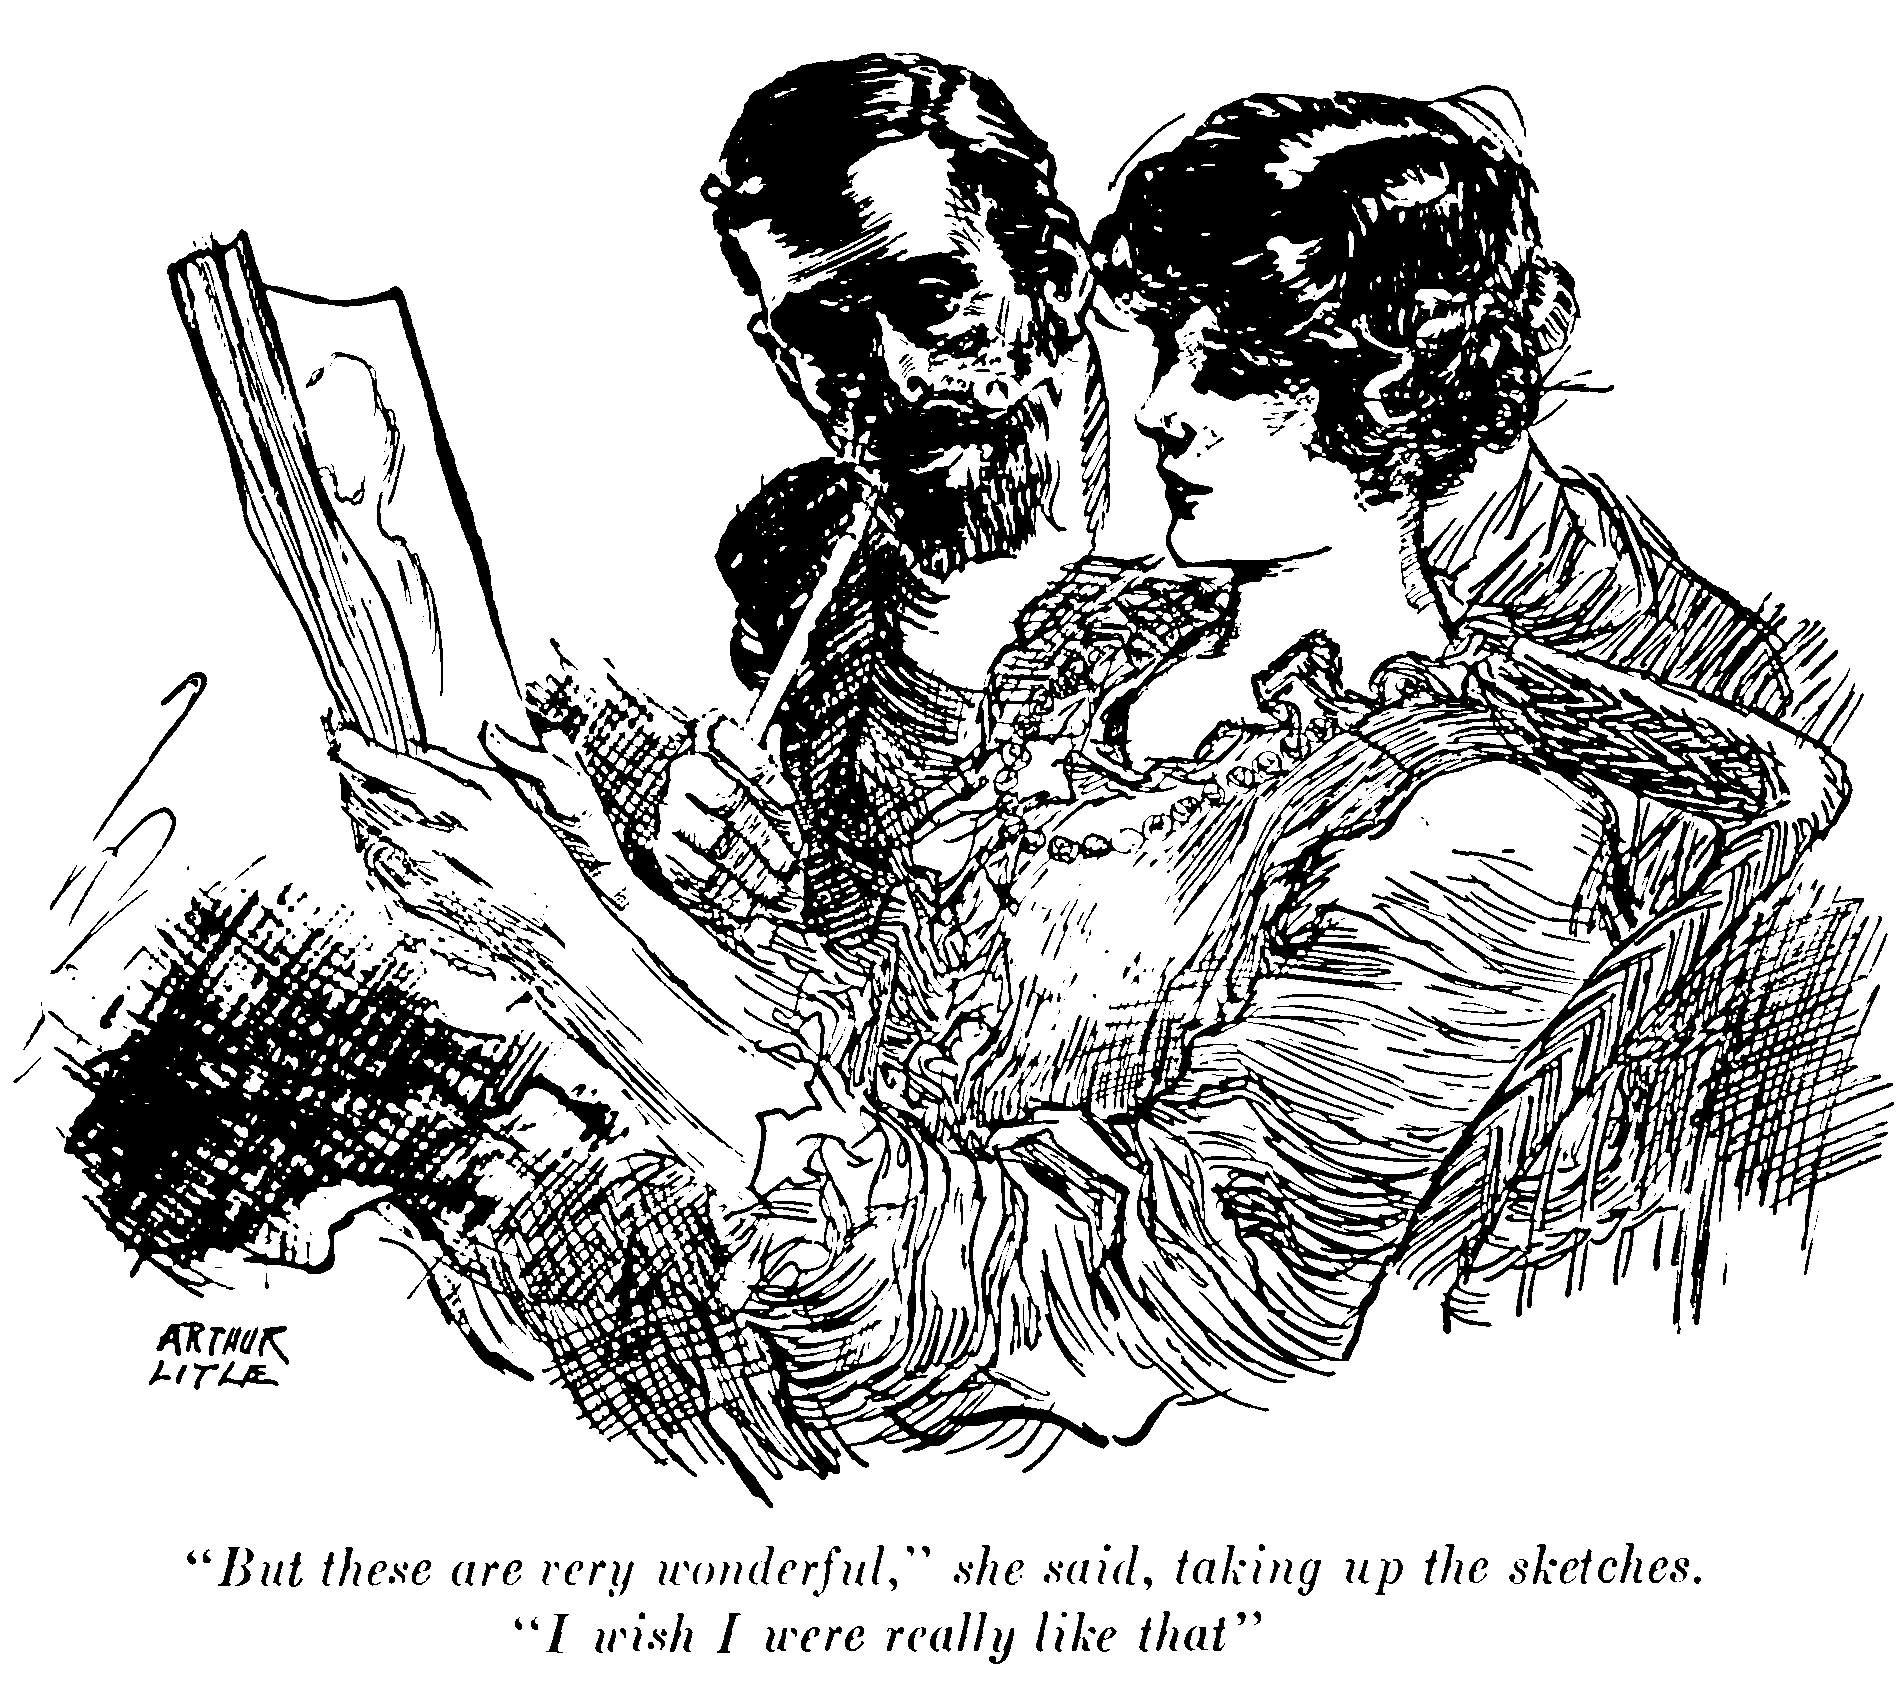 ARTHUR
LITLE
“But these are very wonderful,” she said, taking up the sketches.
“I wish I were really like that”